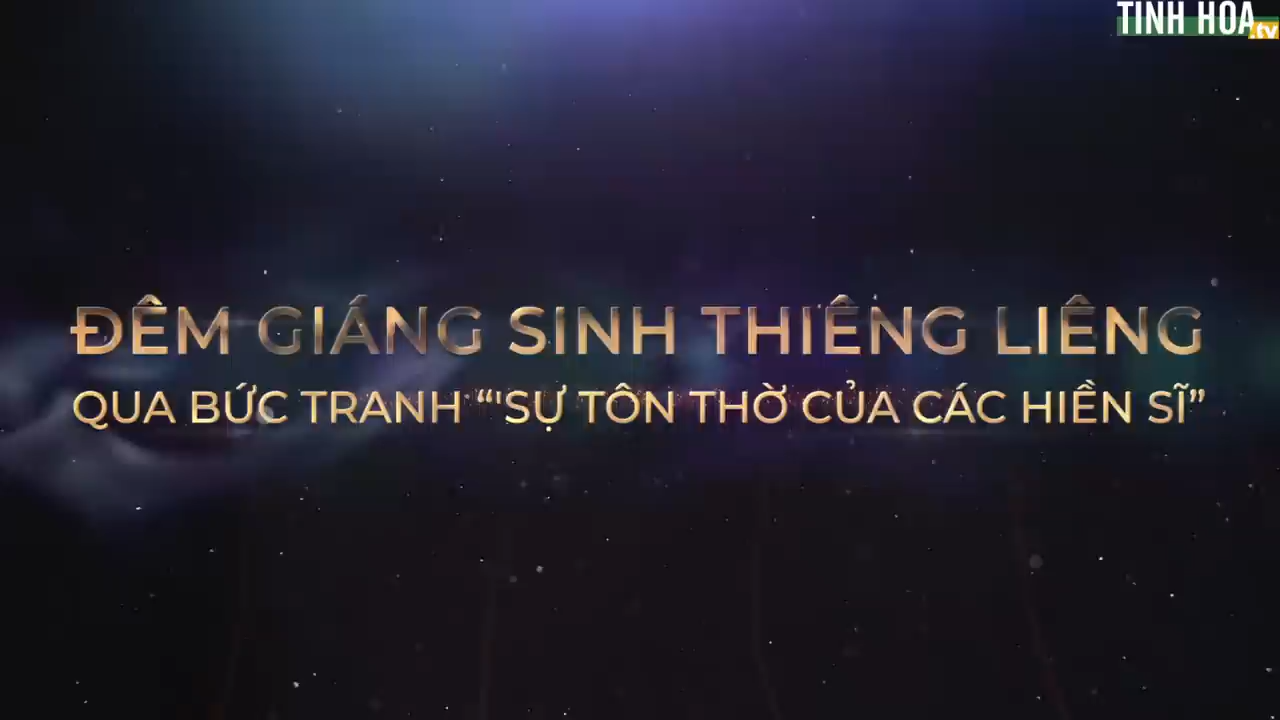 TINH HOA
.tv
ĐÊM GIÁNG SINH THIÊNG LIÊNG
QUA BỨC TRANH “'SỰ TÔN THỜ CỦA CÁC HIỀN SĨ”